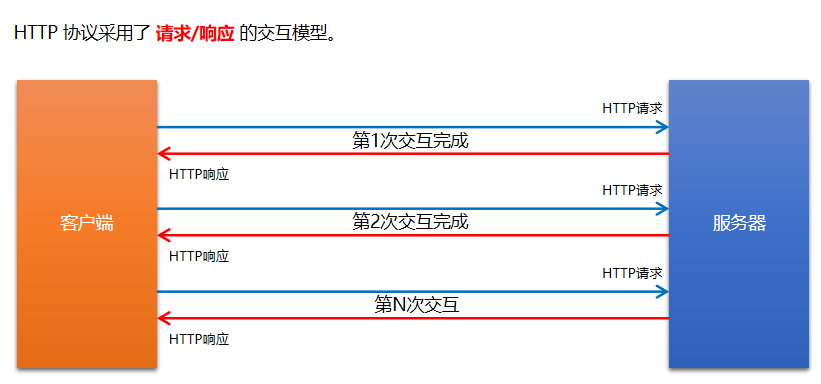 HTTP 协议采用了 请求/响应 的交互模型。
HTTP请求
第1次交互完成
HTTP响应
HTTP请求
客户端
第2次交互完成
服务器
HTTP响应
HTTP请求
第N次交互
HTTP响应